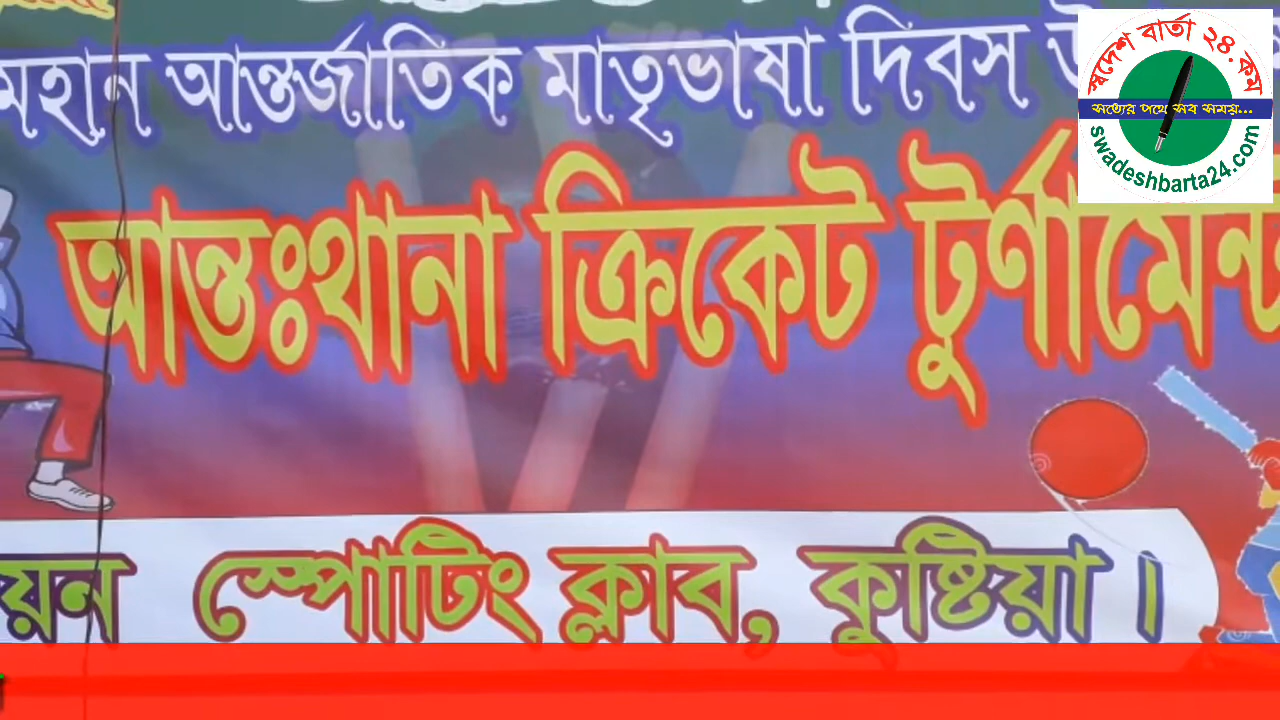 মহান আন্তর্জাতিক মাতৃভাষা দিবস
আন্তঃথানা ক্রিকেট টুর্ণামেন্ট
স্পোটিং ক্লাব, কুষ্টিয়া।
স্বদেশ বার্তা ২৪.কম
সত্যের পথে সব সময়...
swadeshbarta24.com